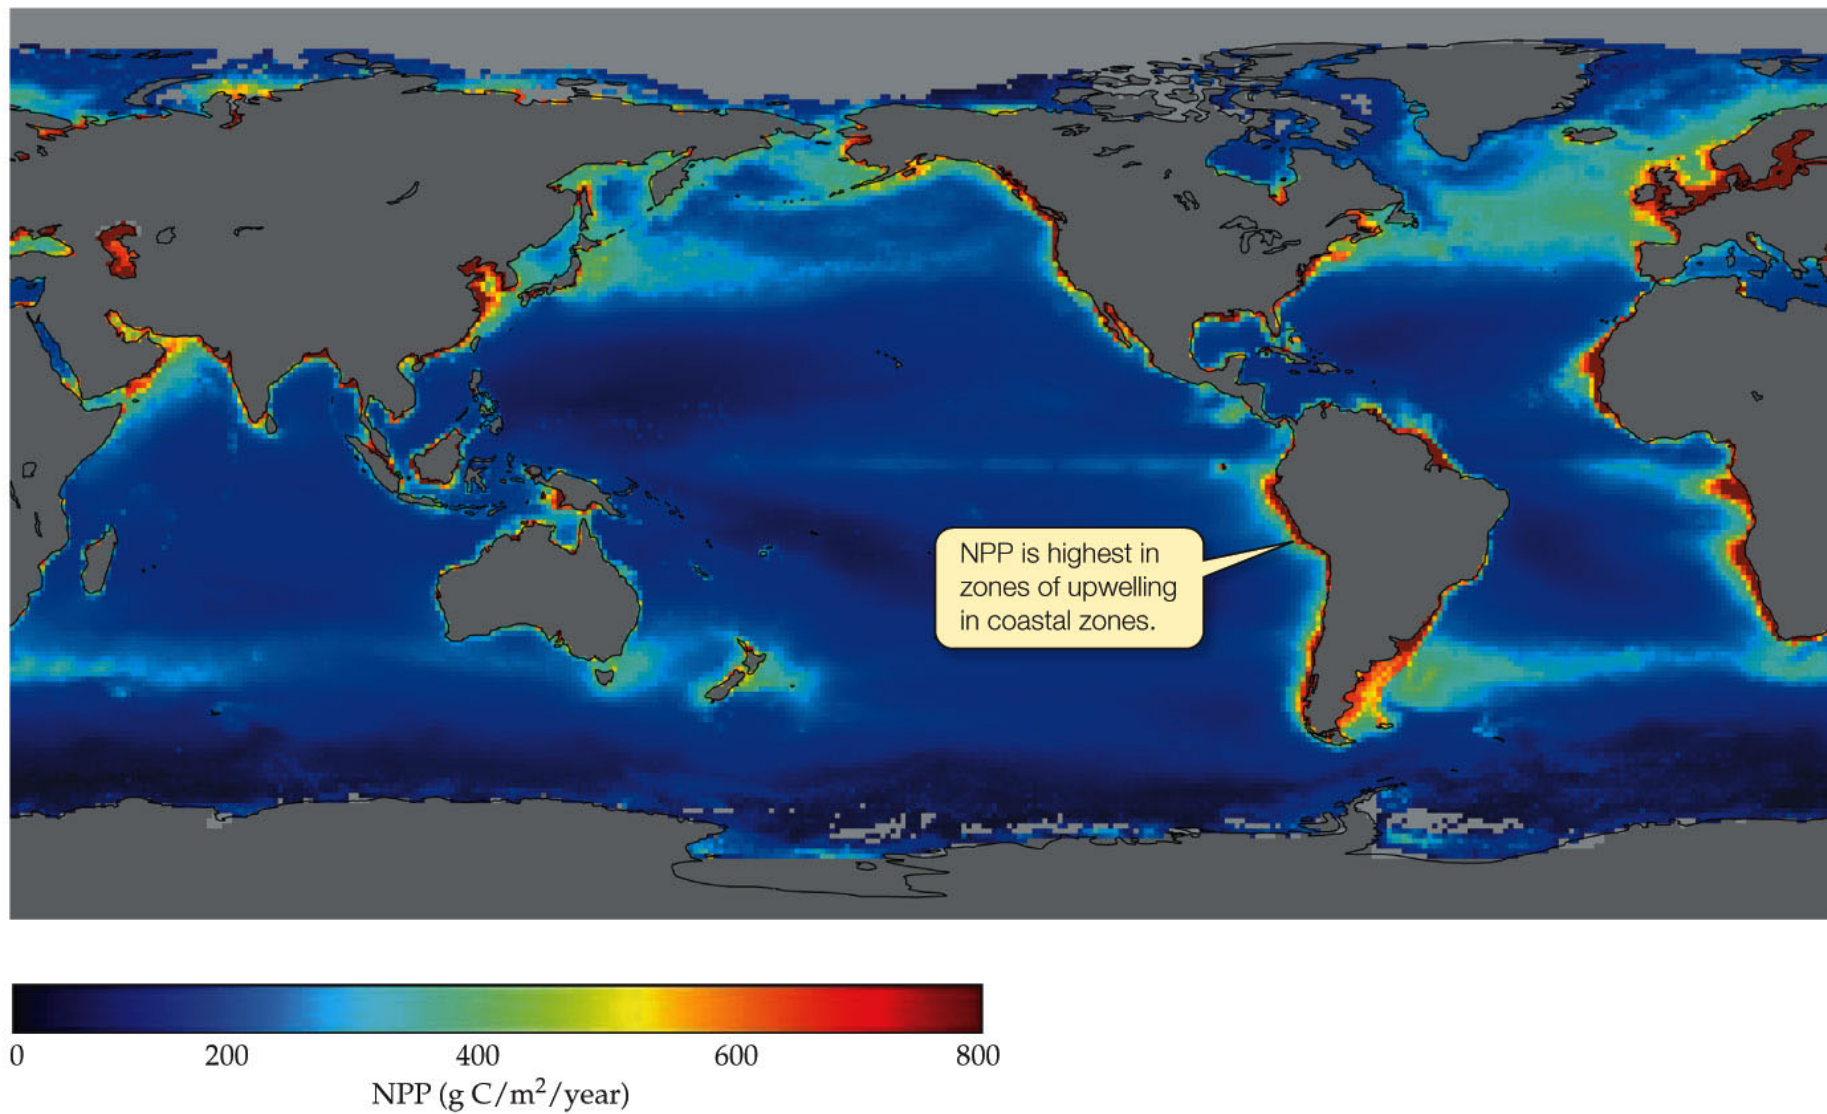 NPP is highest in
zones of upwelling
in coastal zones.
0 200 400 600 800
NPP (g C/m²/year)